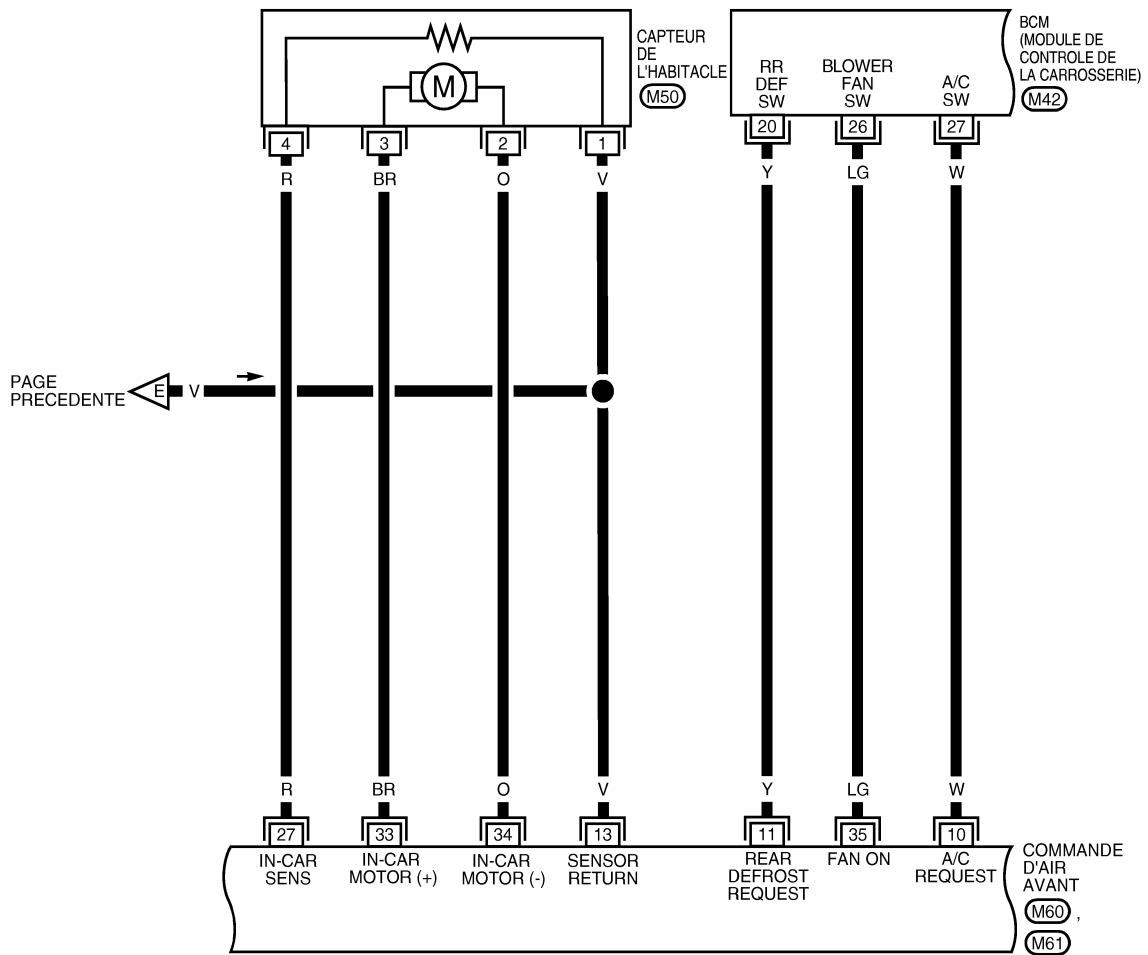 CAPTEUR
DE
L'HABITACLE
M50
M
4
3
2
1
R
BR
O
V
BCM
(MODULE DE
CONTROLE DE
LA CARROSSERIE)
M42
RR
DEF
SW
BLOWER
FAN
SW
A/C
SW
20
26
27
Y
LG
W
PAGE
PRECEDENTE
E
V
R
BR
O
V
Y
LG
W
27
33
34
13
11
35
10
IN-CAR
SENS
IN-CAR
MOTOR (+)
IN-CAR
MOTOR (-)
SENSOR
RETURN
REAR
DEFROST
REQUEST
FAN ON
A/C
REQUEST
COMMANDE
D'AIR
AVANT
M60 ,
M61